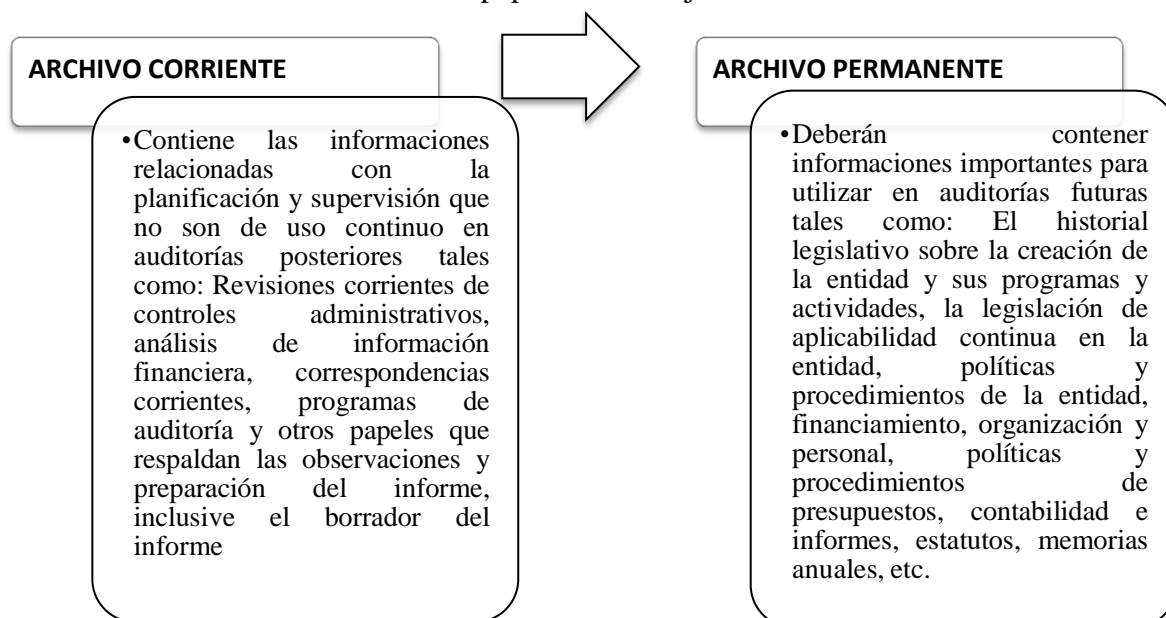 ARCHIVO CORRIENTE
•Contiene las informaciones
relacionadas con la
planificación y supervisión que
no son de uso continuo en
auditorías posteriores tales
como: Revisiones corrientes de
controles administrativos,
análisis de información
financiera, correspondencias
corrientes, programas de
auditoría y otros papeles que
respaldan las observaciones y
preparación del informe,
inclusive el borrador del
informe
ARCHIVO PERMANENTE
•Deberán contener
informaciones importantes para
utilizar en auditorías futuras
tales como: El historial
legislativo sobre la creación de
la entidad y sus programas y
actividades, la legislación de
aplicabilidad continua en la
entidad, políticas y
procedimientos de la entidad,
financiamiento, organización y
personal, políticas y
procedimientos de
presupuestos, contabilidad e
informes, estatutos, memorias
anuales, etc.